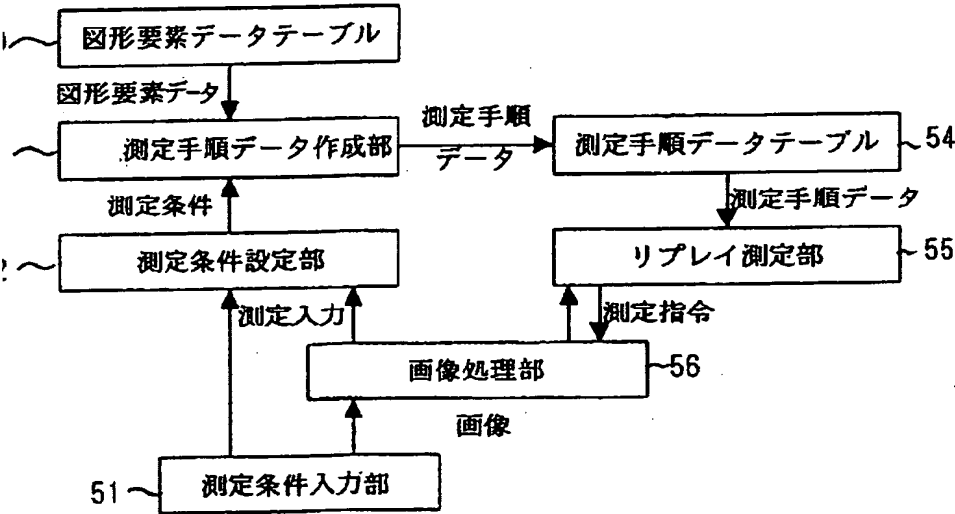 図形要素データテーブル
図形要素データ
測定手順データ作成部
測定手順
データ
測定手順データテーブル
54
測定条件
測定手順データ
測定条件設定部
リプレイ測定部
55
測定入力
測定指令
画像処理部
56
画像
51
測定条件入力部